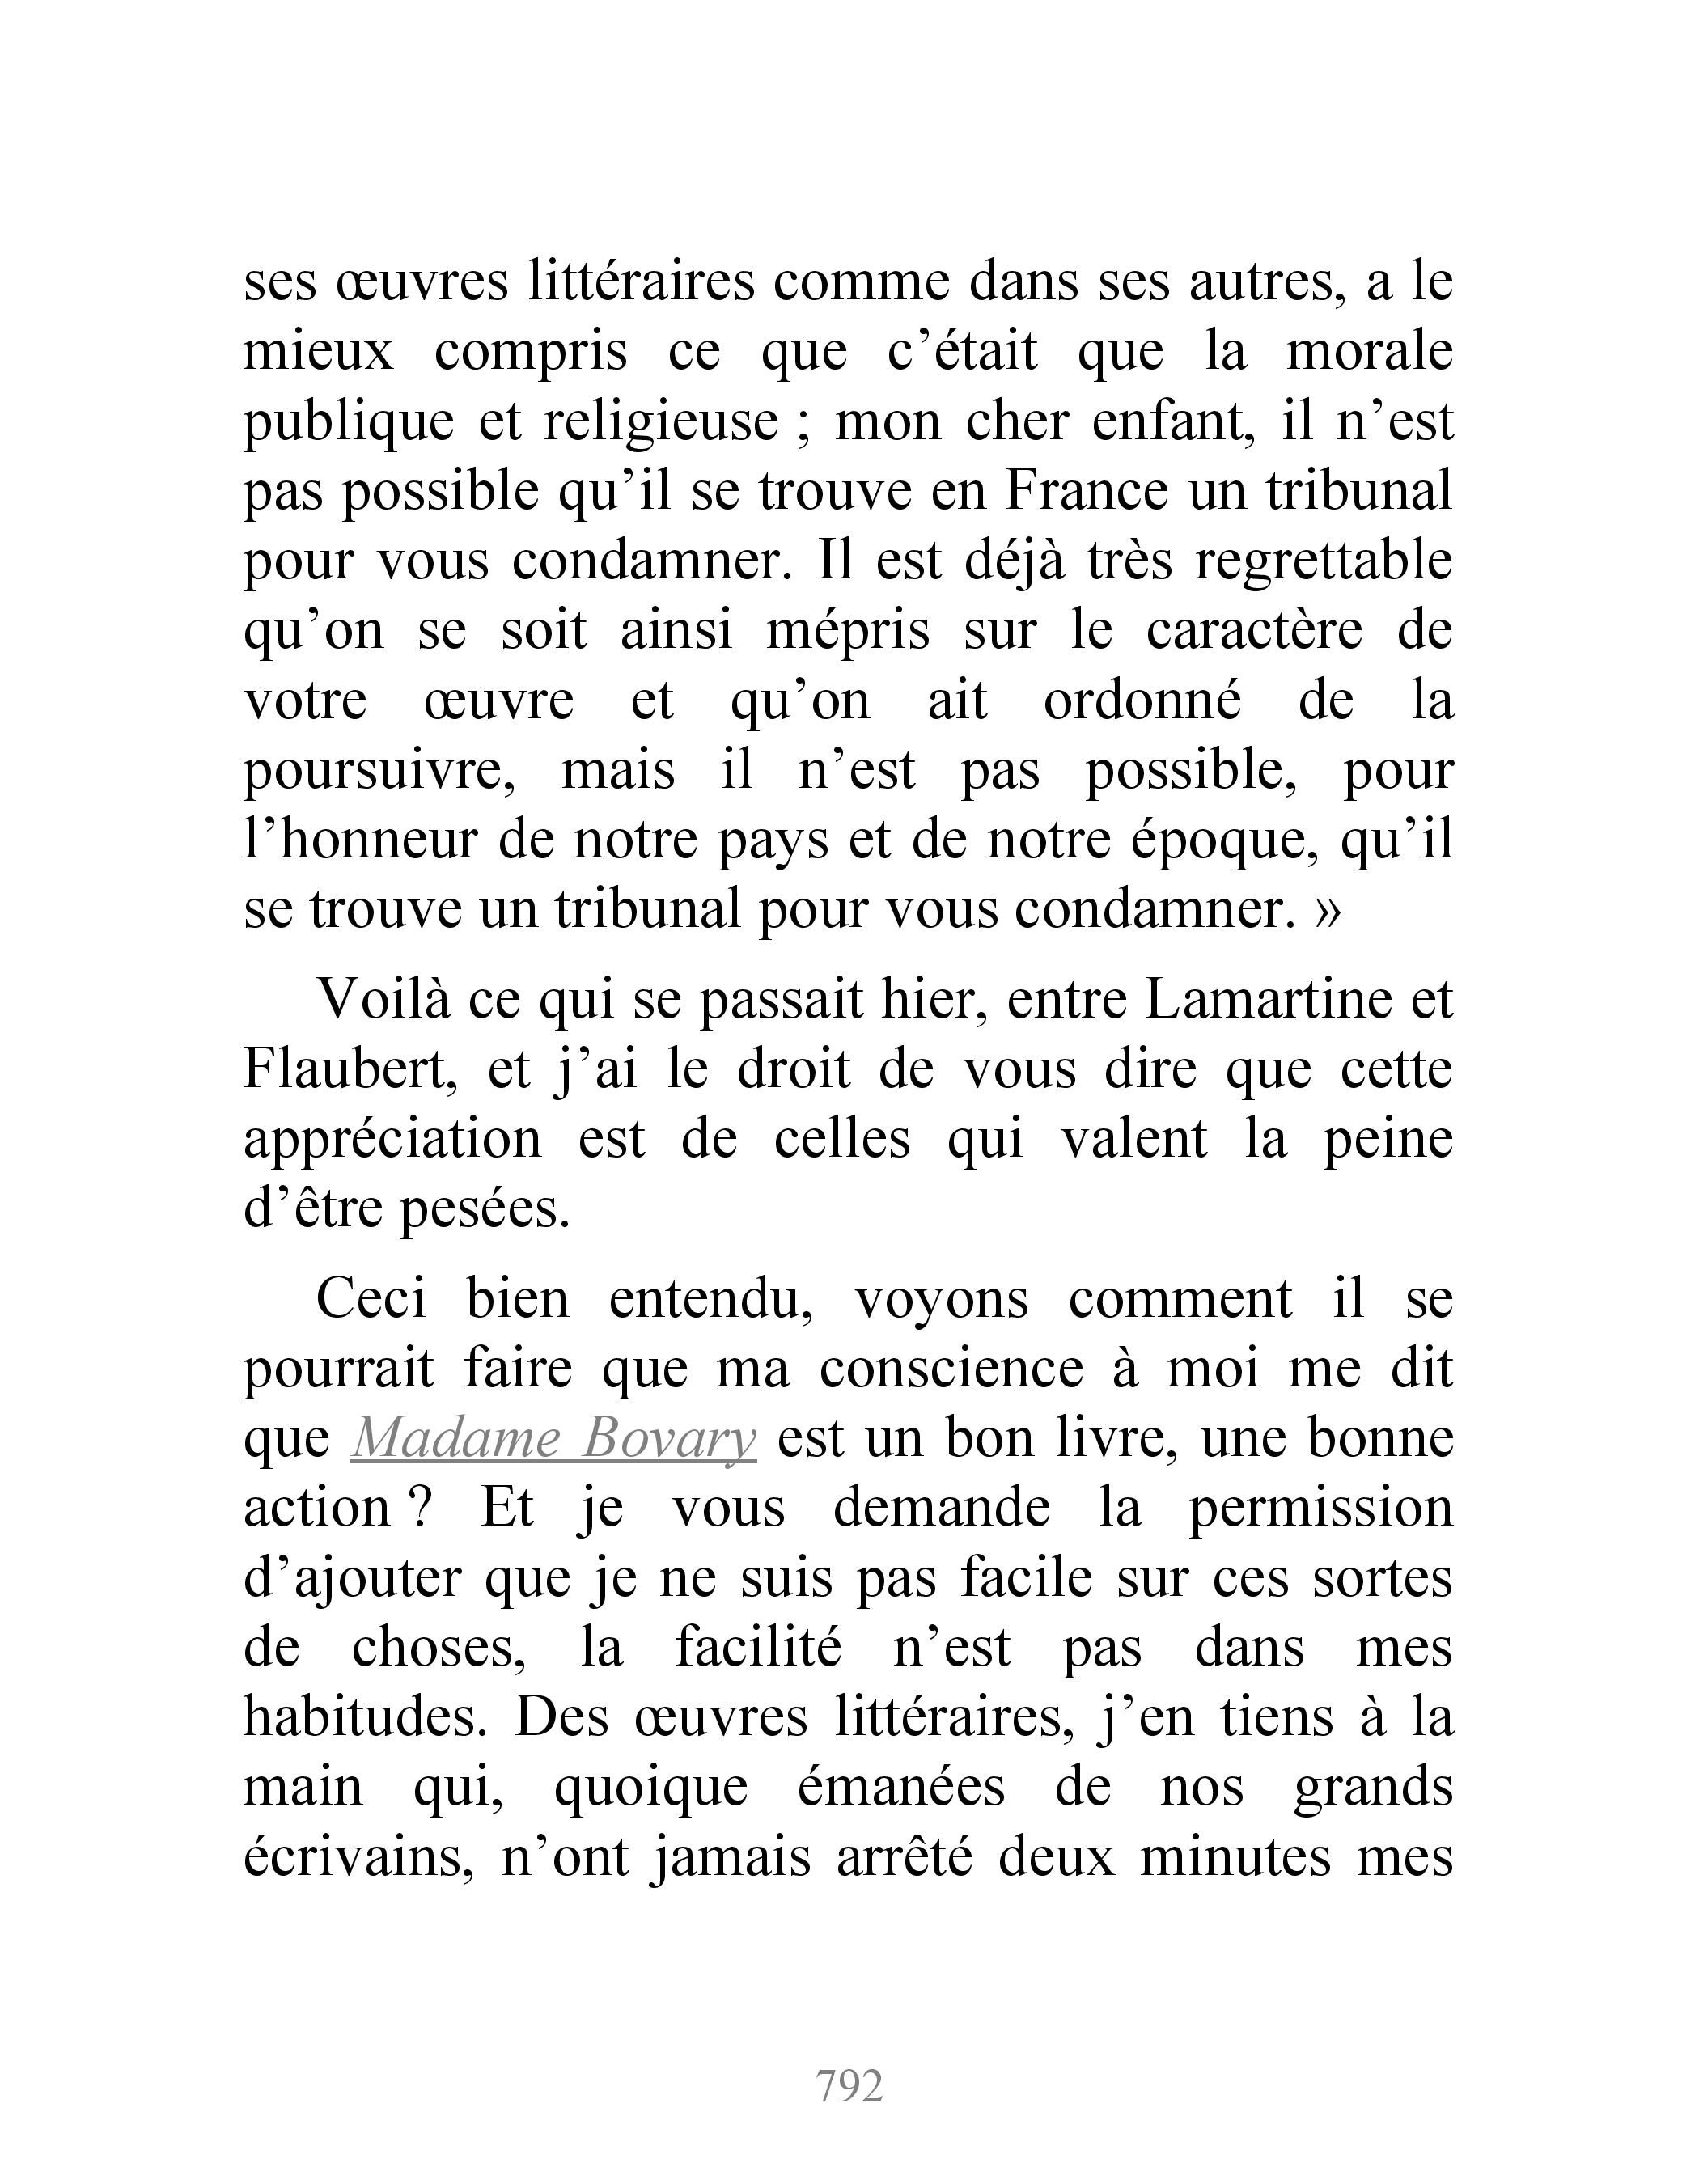 ses œuvres littéraires comme dans ses autres, a le
mieux compris ce que c’était que la morale
publique et religieuse ; mon cher enfant, il n’est
pas possible qu’il se trouve en France un tribunal
pour vous condamner. Il est déjà très regrettable
qu’on se soit ainsi mépris sur le caractère de
votre œuvre et qu’on ait ordonné de la
poursuivre, mais il n’est pas possible, pour
l’honneur de notre pays et de notre époque, qu’il
se trouve un tribunal pour vous condamner. »
Voilà ce qui se passait hier, entre Lamartine et
Flaubert, et j’ai le droit de vous dire que cette
appréciation est de celles qui valent la peine
d’être pesées.
Ceci bien entendu, voyons comment il se
pourrait faire que ma conscience à moi me dit
que Madame Bovary est un bon livre, une bonne
action ? Et je vous demande la permission
d’ajouter que je ne suis pas facile sur ces sortes
de choses, la facilité n’est pas dans mes
habitudes. Des œuvres littéraires, j’en tiens à la
main qui, quoique émanées de nos grands
écrivains, n’ont jamais arrêté deux minutes mes
792